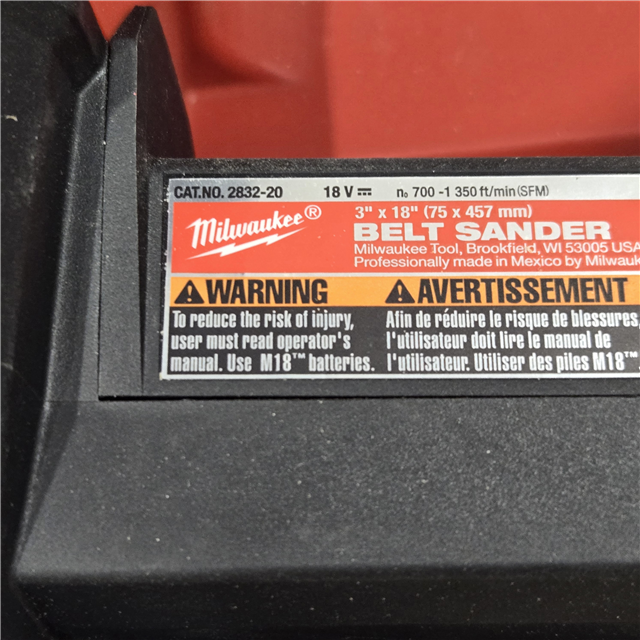 CAT.NO. 2832-20 18 V ⎓ n₀ 700 -1 350 ft/min (SFM)
Milwaukee®
3" x 18" (75 x 457 mm)
BELT SANDER
Milwaukee Tool, Brookfield, WI 53005 USA
Professionally made in Mexico by Milwauke
WARNING
To reduce the risk of injury,
user must read operator's
manual. Use M18™ batteries.
AVERTISSEMENT
Afin de réduire le risque de blessures,
l'utilisateur doit lire le manual de
l'utilisateur. Utiliser des piles M18™.